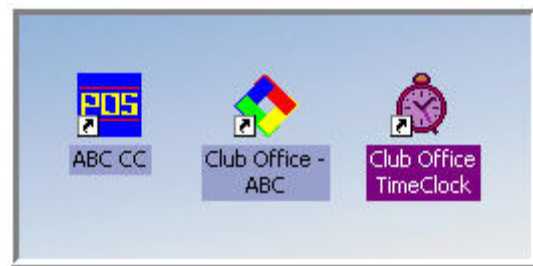 POS
ABC CC
Club Office -
ABC
Club Office
TimeClock